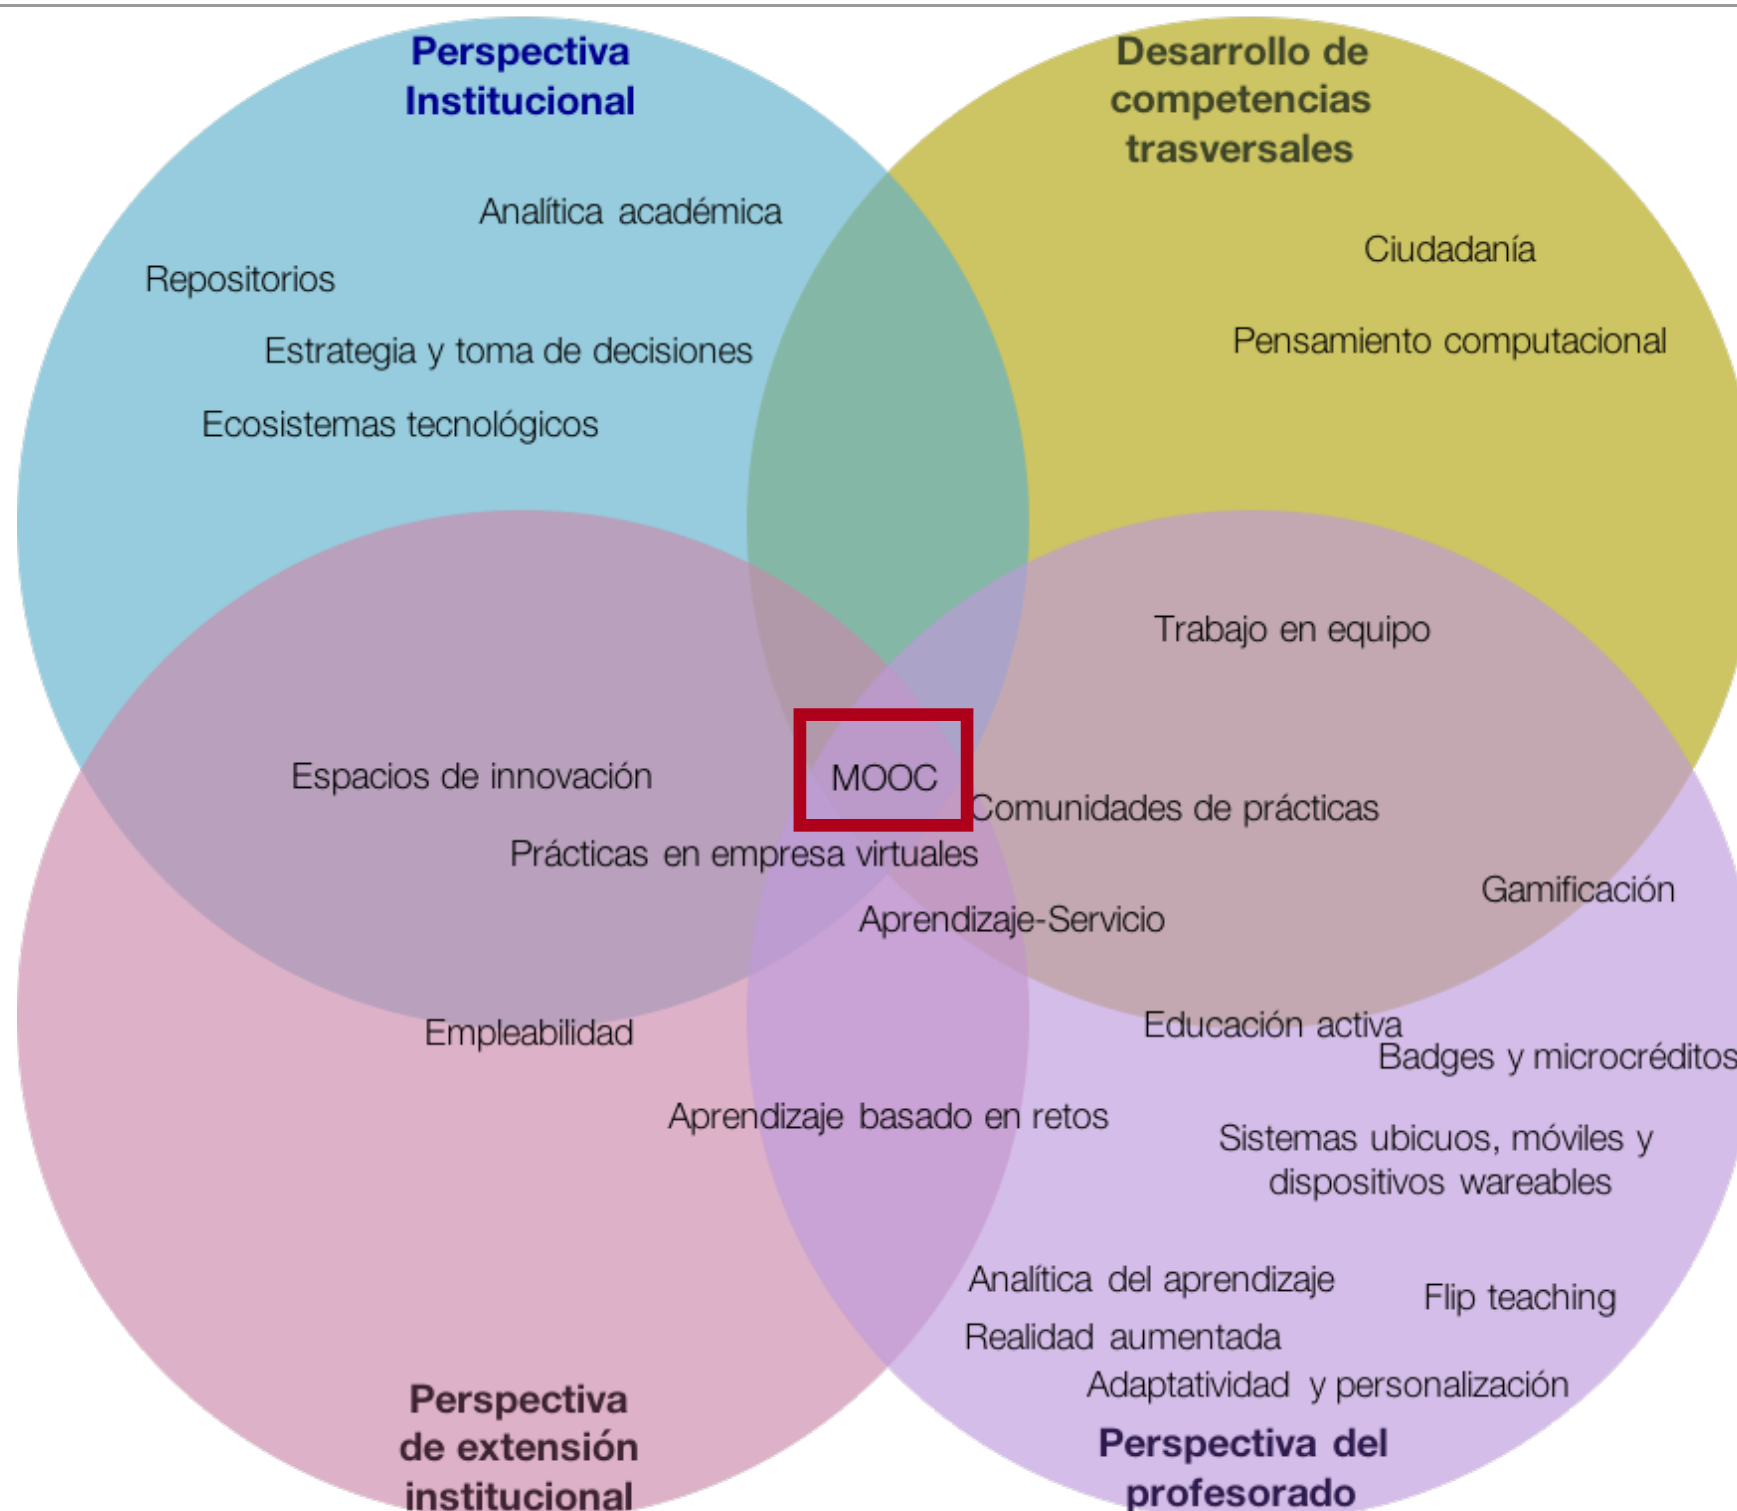 Perspectiva
Institucional
Desarrollo de
competencias
trasversales
Analítica académica
Ciudadanía
Repositorios
Pensamiento computacional
Estrategia y toma de decisiones
Ecosistemas tecnológicos
Trabajo en equipo
Espacios de innovación
MOOC
Comunidades de prácticas
Prácticas en empresa virtuales
Gamificación
Aprendizaje-Servicio
Empleabilidad
Educación activa
Badges y microcréditos
Aprendizaje basado en retos
Sistemas ubicuos, móviles y
dispositivos wareables
Analítica del aprendizaje
Flip teaching
Realidad aumentada
Adaptatividad y personalización
Perspectiva
de extensión
institucional
Perspectiva del
profesorado